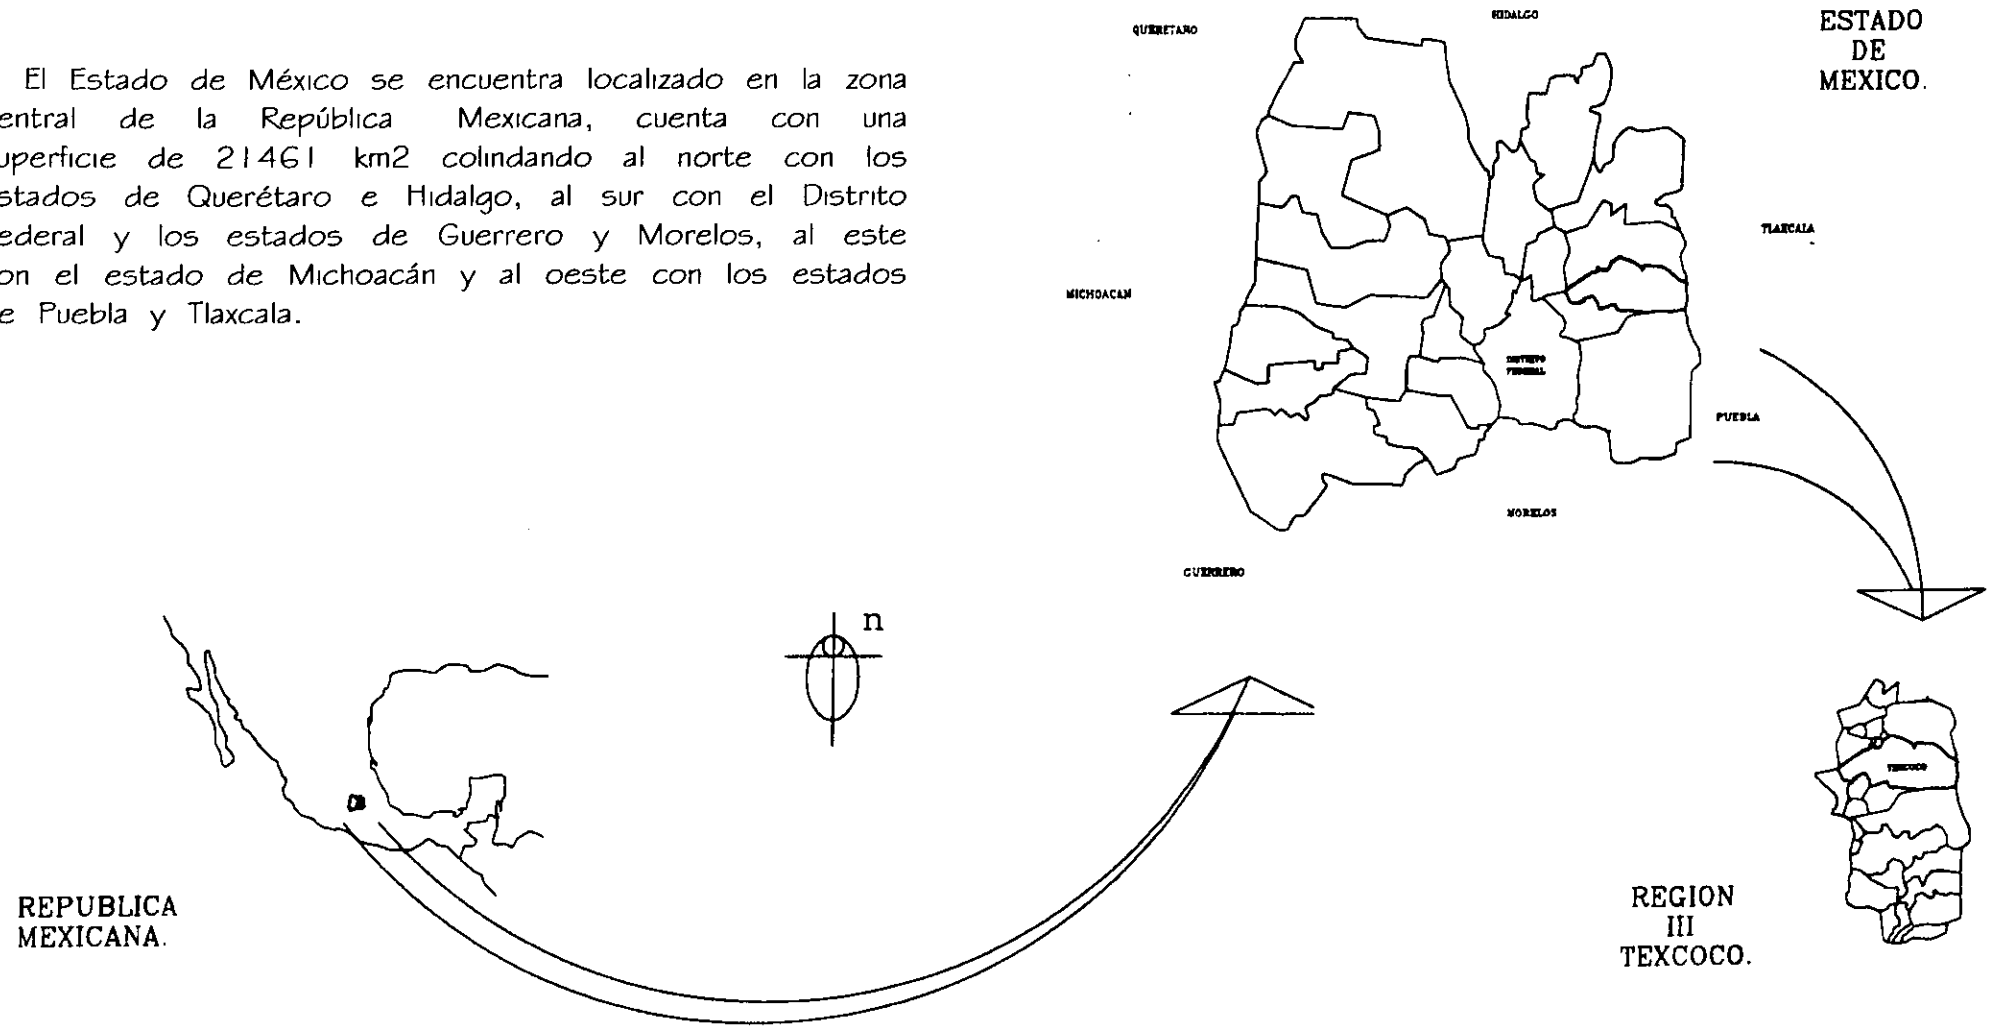 El Estado de México se encuentra localizado en la zona
entral de la República Mexicana, cuenta con una
uperficie de 21461 km2 colindando al norte con los
stados de Querétaro e Hidalgo, al sur con el Distrito
ederal y los estados de Guerrero y Morelos, al este
on el estado de Michoacán y al oeste con los estados
e Puebla y Tlaxcala.
QUERETARO
HIDALGO
ESTADO
DE
MEXICO.
TLAXCALA
MICHOACAN
DISTRITO
FEDERAL
PUEBLA
MORELOS
GUERRERO
n
TEXCOCO
REPUBLICA
MEXICANA.
REGION
III
TEXCOCO.